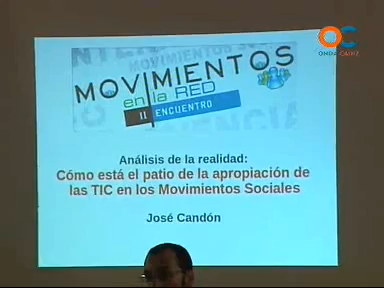 OC
ONDA CADIZ
MOVIMIENTOS
en la RED
II ENCUENTRO
Análisis de la realidad:
Cómo está el patio de la apropiación de
las TIC en los Movimientos Sociales
José Candón